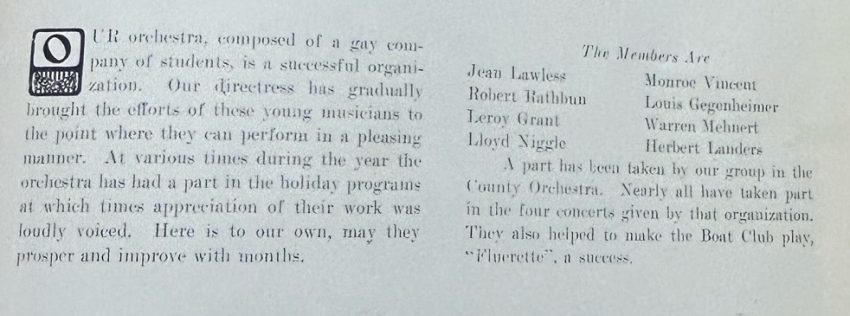 OUR orchestra, composed of a gay com-
pany of students, is a successful organi-
zation. Our directress has gradually
brought the efforts of these young musicians to
the point where they can perform in a pleasing
manner. At various times during the year the
orchestra has had a part in the holiday programs
at which times appreciation of their work was
loudly voiced. Here is to our own, may they
prosper and improve with months.
The Members Are
Jean Lawless
Robert Rathbun
Leroy Grant
Lloyd Niggle
Monroe Vincent
Louis Gegenheimer
Warren Mehnert
Herbert Landers
A part has been taken by our group in the
County Orchestra. Nearly all have taken part
in the four concerts given by that organization.
They also helped to make the Boat Club play,
"Fluerette", a success.